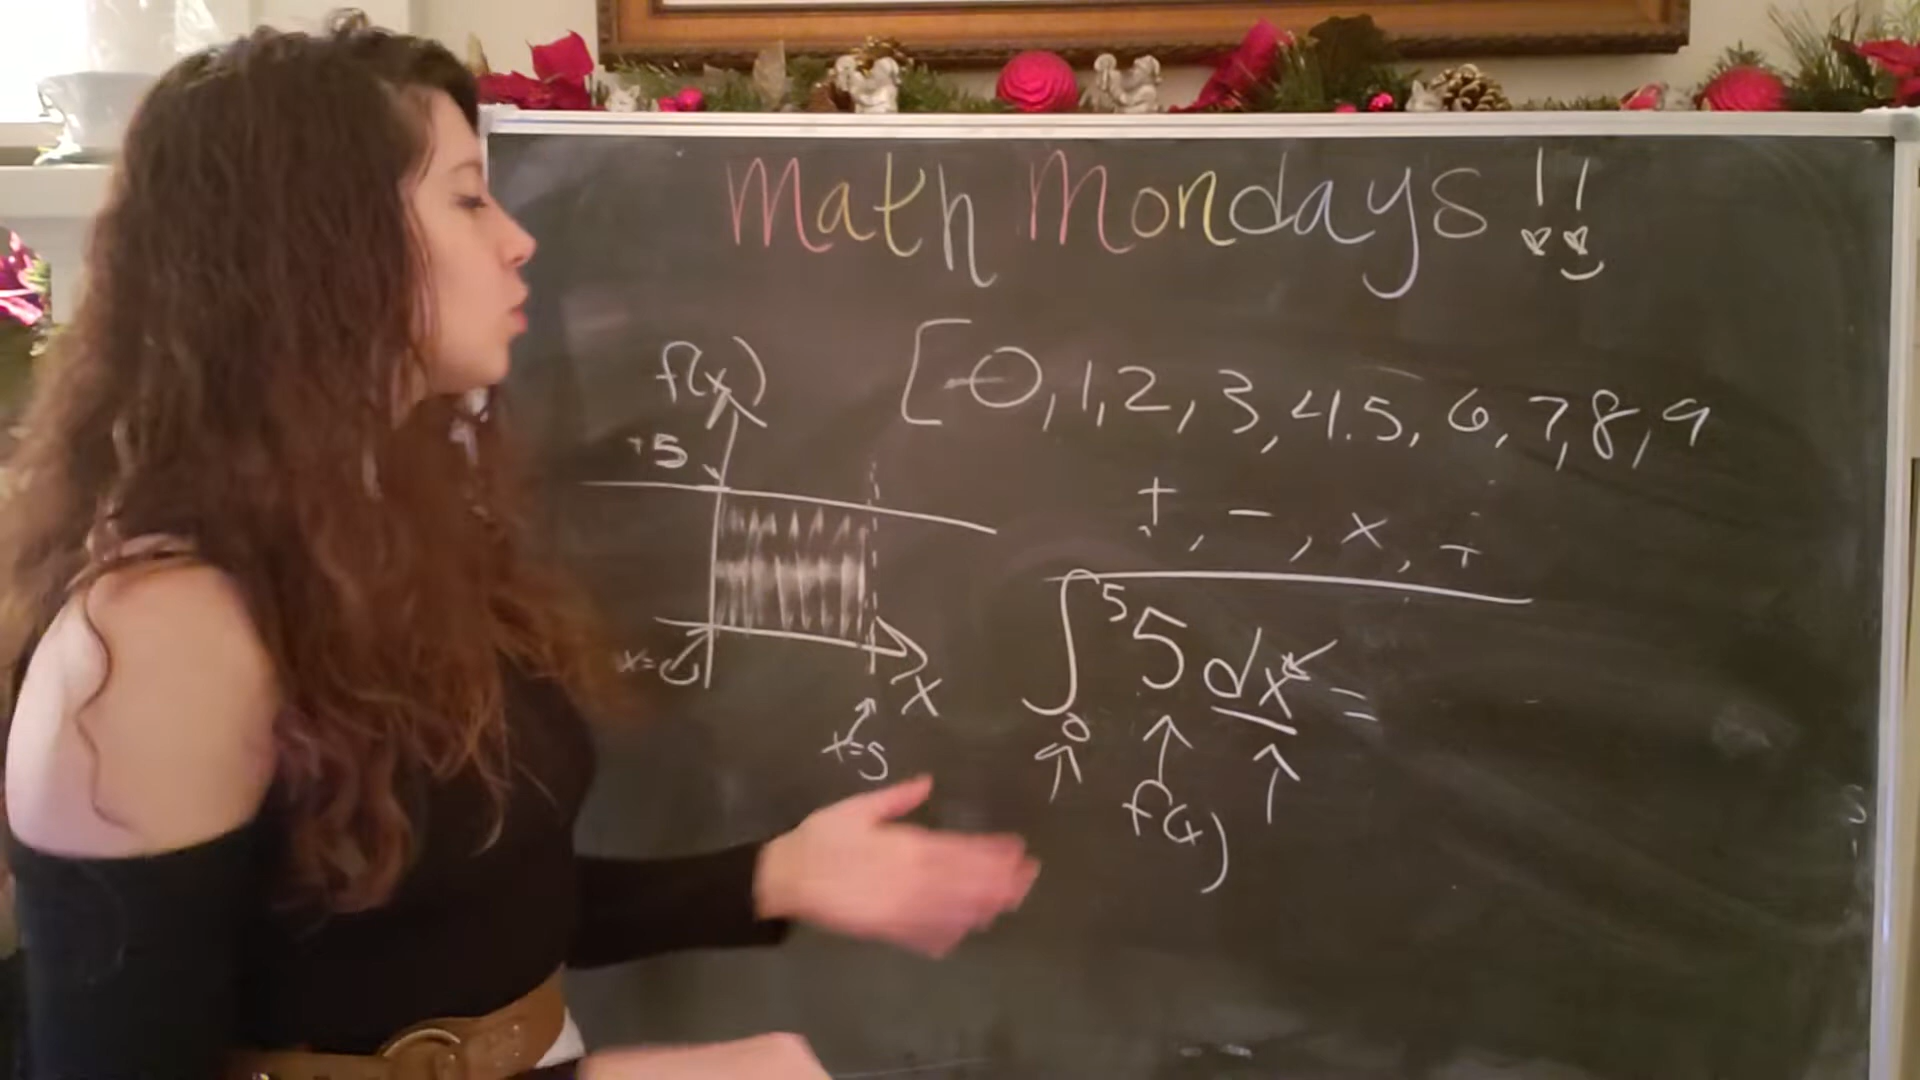 Math Mondays!!
f(x)
[-0,1,2,3,4.5,6,7,8,9
+5
+, -, ×, ÷
∫₀⁵ 5 dx =
x=0
x
x=5
f(x)